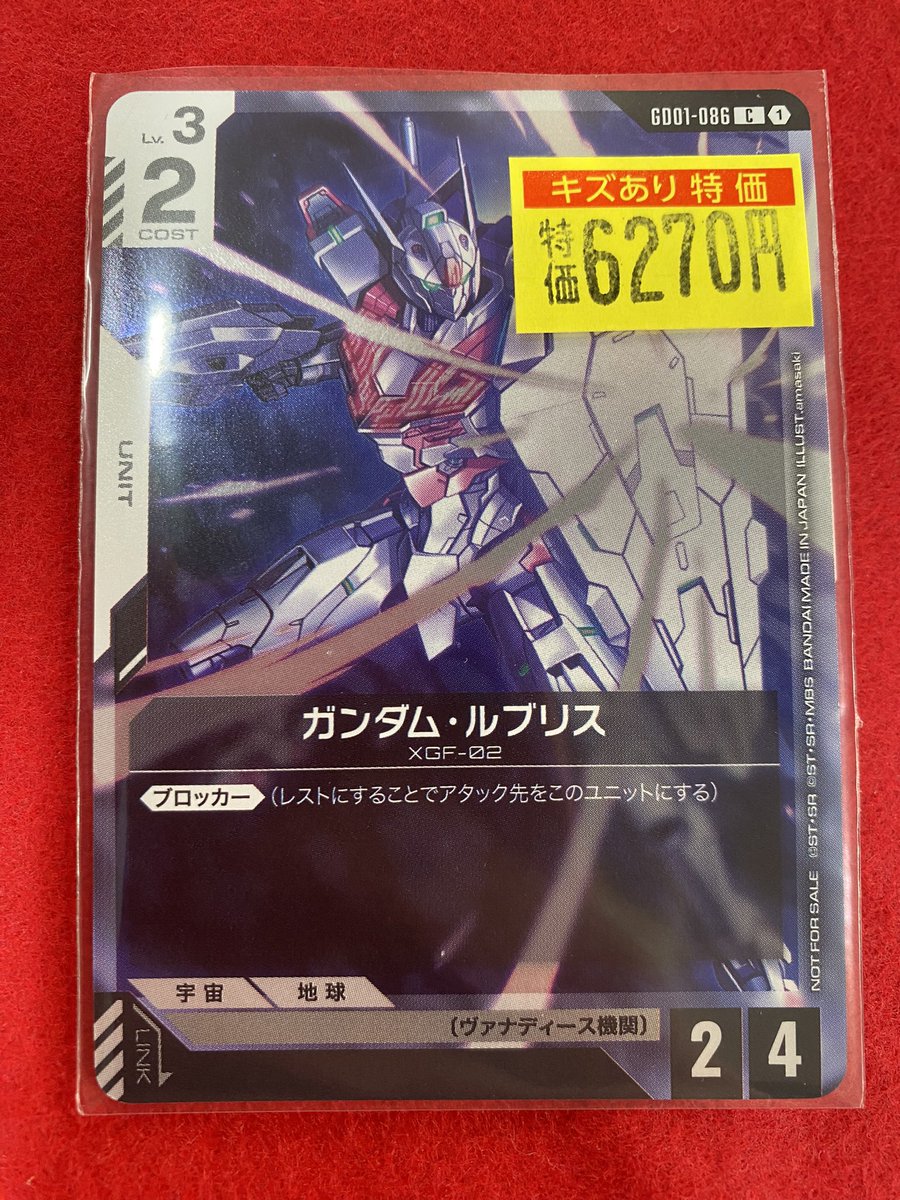 GD01-086 C 1
Lv. 3
2
COST
キズあり特価
特価6270円
UNIT
ガンダム・ルブリス
XGF-02
ブロッカー（レストにすることでアタック先をこのユニットにする）
宇宙 地球
〔ヴァナディース機関〕
LINK
2 4
NOT FOR SALE ©ST・SR ©ST・SR・MBS BANDAI MADE IN JAPAN ILLUST.amasaki